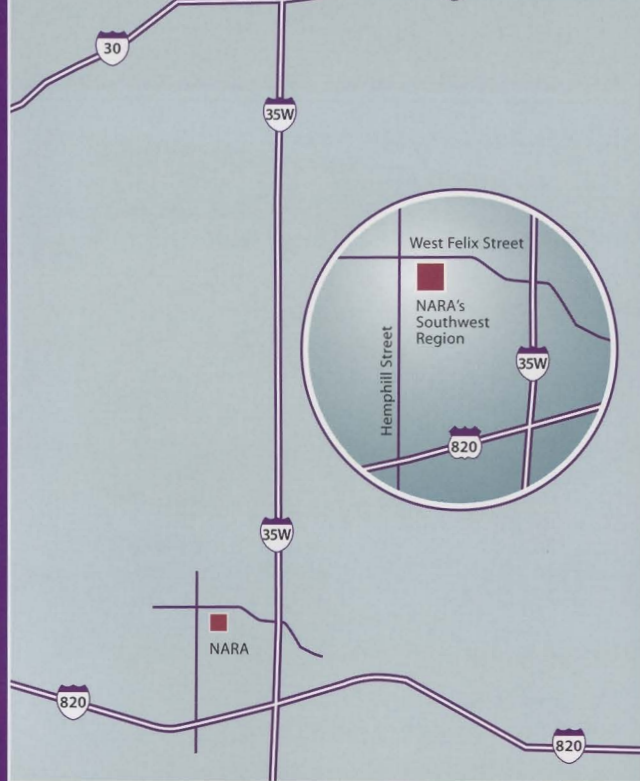 30
35W
West Felix Street
NARA's
Southwest
Region
Hemphill Street
35W
820
35W
NARA
820
820